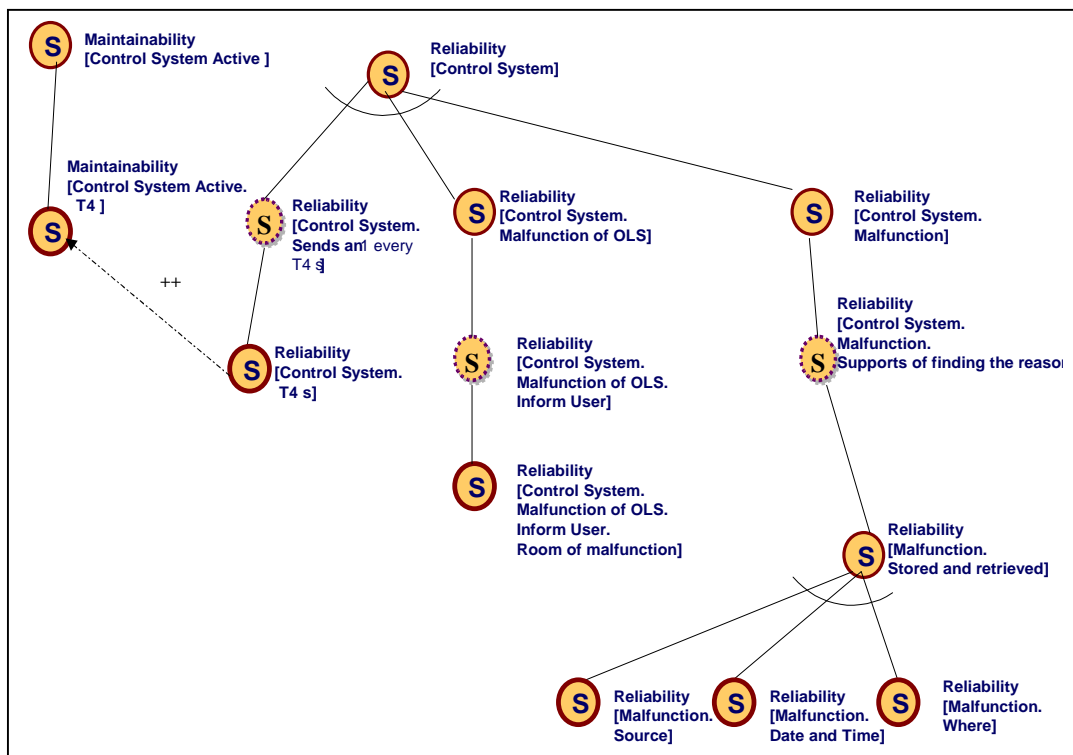 S
Maintainability
[Control System Active ]
S
Reliability
[Control System]
Maintainability
[Control System Active.
T4 ]
S
S
Reliability
[Control System.
Sends an1 every
T4 s]
S
Reliability
[Control System.
Malfunction of OLS]
S
Reliability
[Control System.
Malfunction]
++
S
Reliability
[Control System.
T4 s]
S
Reliability
[Control System.
Malfunction of OLS.
Inform User]
S
Reliability
[Control System.
Malfunction.
Supports of finding the reason
S
Reliability
[Control System.
Malfunction of OLS.
Inform User.
Room of malfunction]
S
Reliability
[Malfunction.
Stored and retrieved]
S
Reliability
[Malfunction.
Source]
S
Reliability
[Malfunction.
Date and Time]
S
Reliability
[Malfunction.
Where]